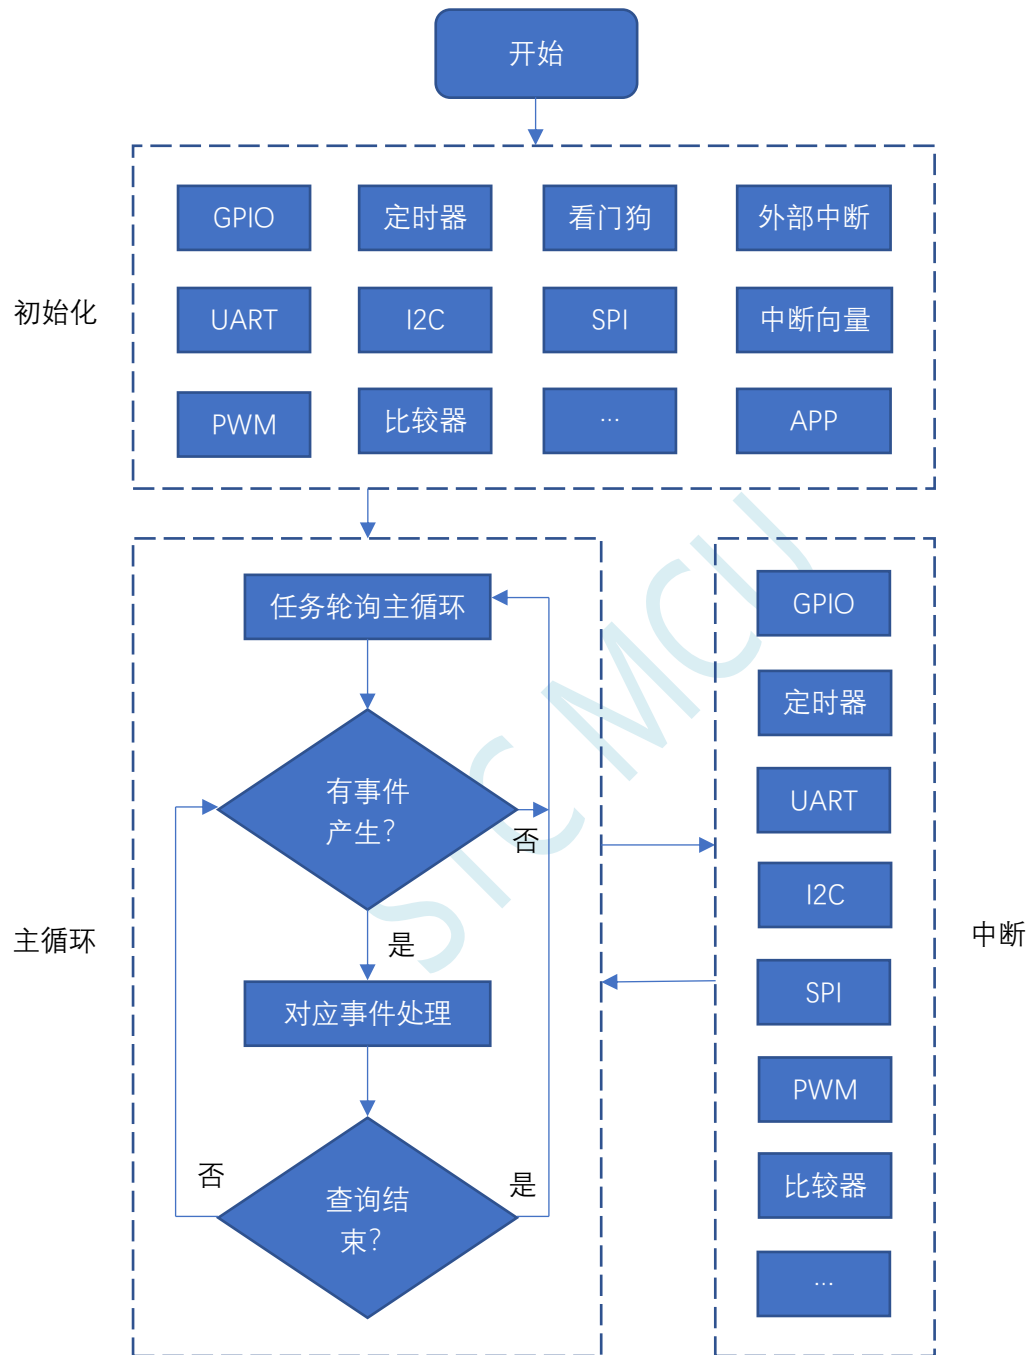 开始
初始化
GPIO
定时器
看门狗
外部中断
UART
I2C
SPI
中断向量
PWM
比较器
...
APP
主循环
任务轮询主循环
有事件
产生？
否
是
对应事件处理
查询结
束？
否
是
中断
GPIO
定时器
UART
I2C
SPI
PWM
比较器
...
SIC MCU